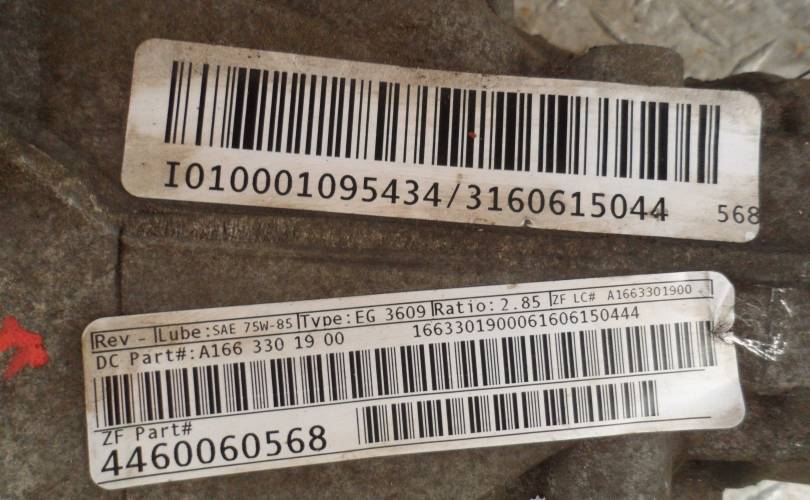 I010001095434/3160615044 568
Rev - Lube:SAE 75W-85 Type:EG 3609 Ratio: 2.85 ZF LC# A1663301900
DC Part#:A166 330 19 00 1663301900061606150444
ZF Part#
4460060568